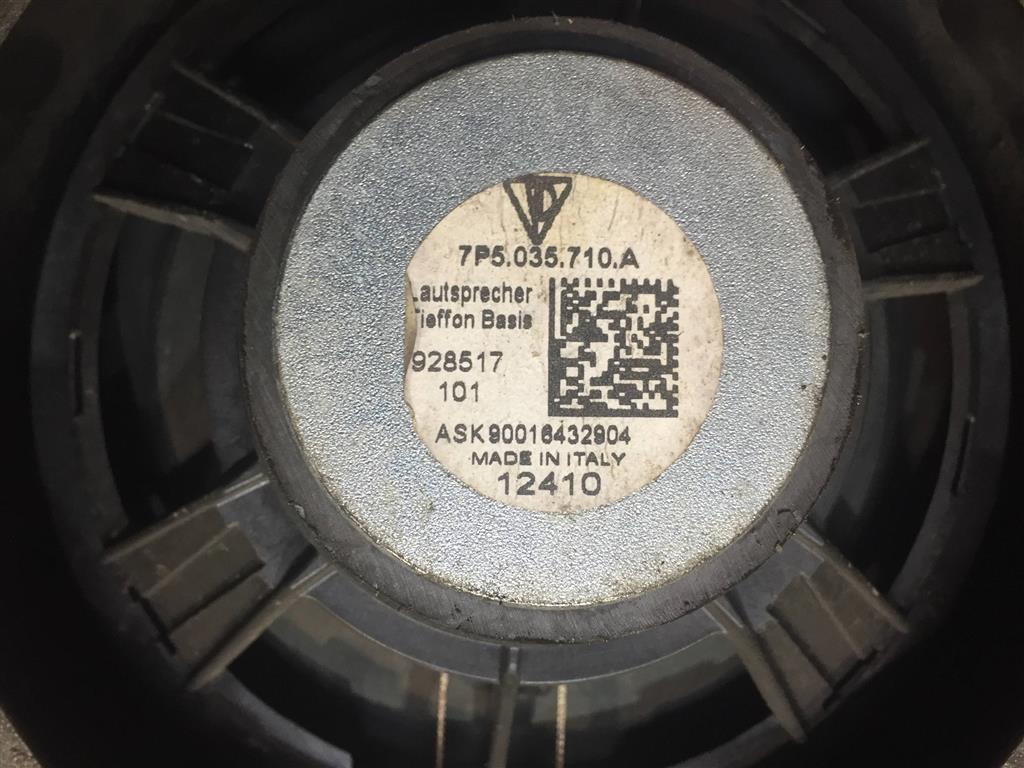 7P5.035.710.A
Lautsprecher
Tieffon Basis
928517
101
ASK90016432904
MADE IN ITALY
12410